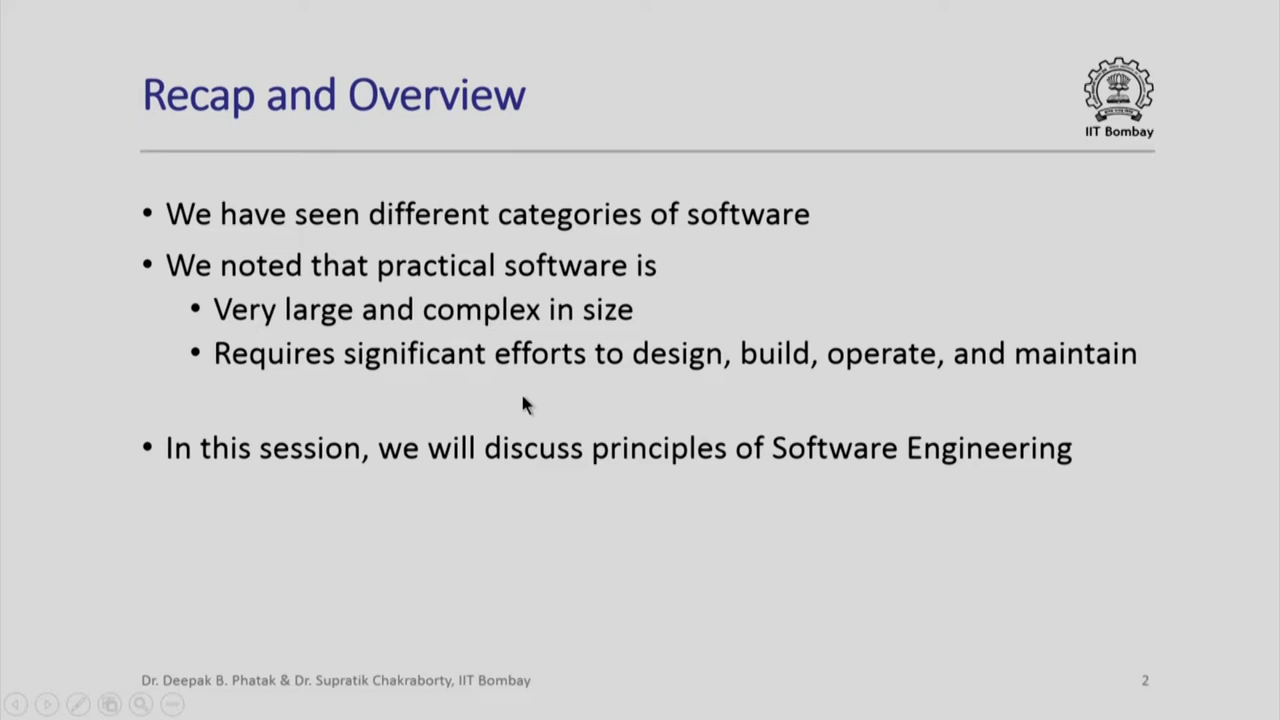 Recap and Overview
IIT Bombay
• We have seen different categories of software
• We noted that practical software is
• Very large and complex in size
• Requires significant efforts to design, build, operate, and maintain
• In this session, we will discuss principles of Software Engineering
Dr. Deepak B. Phatak & Dr. Supratik Chakraborty, IIT Bombay
2